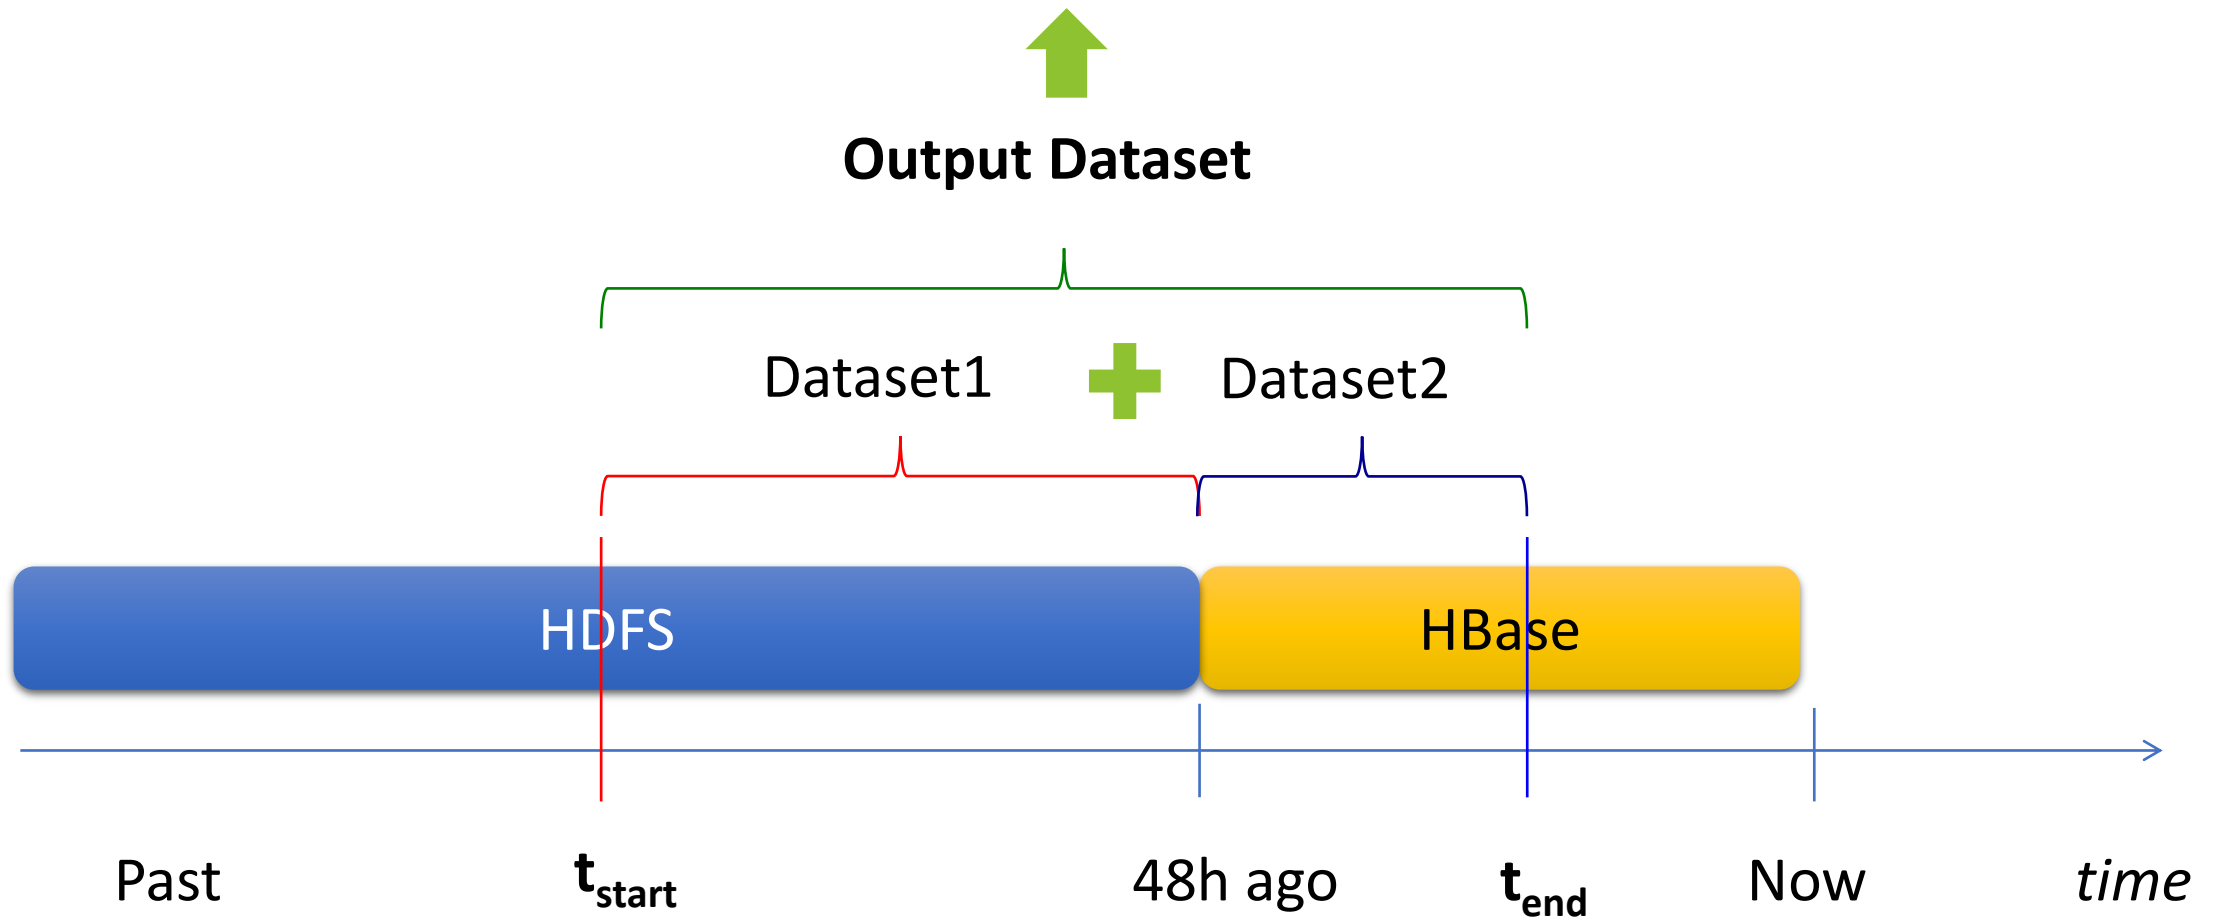 Output Dataset
Dataset1 Dataset2
HDFS HBase
Past tstart 48h ago tend Now time